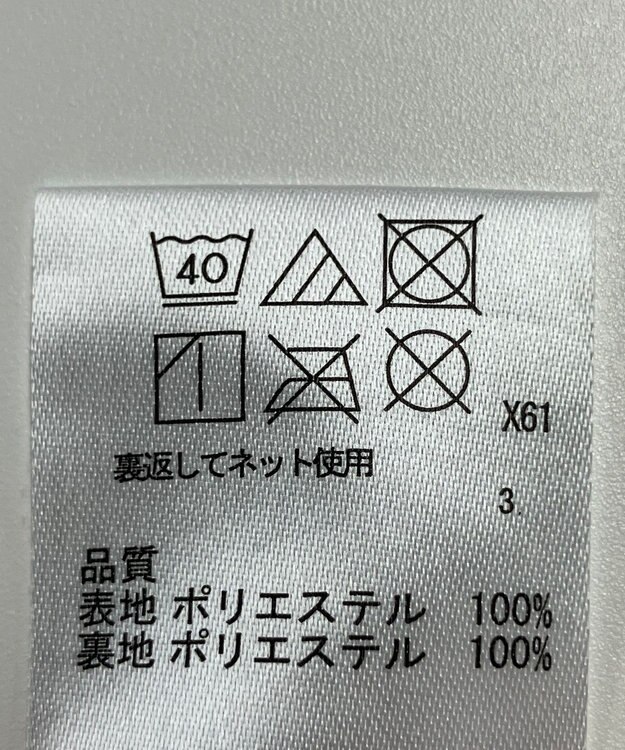 40
X61
裏返してネット使用
3.
品質
表地 ポリエステル 100%
裏地 ポリエステル 100%